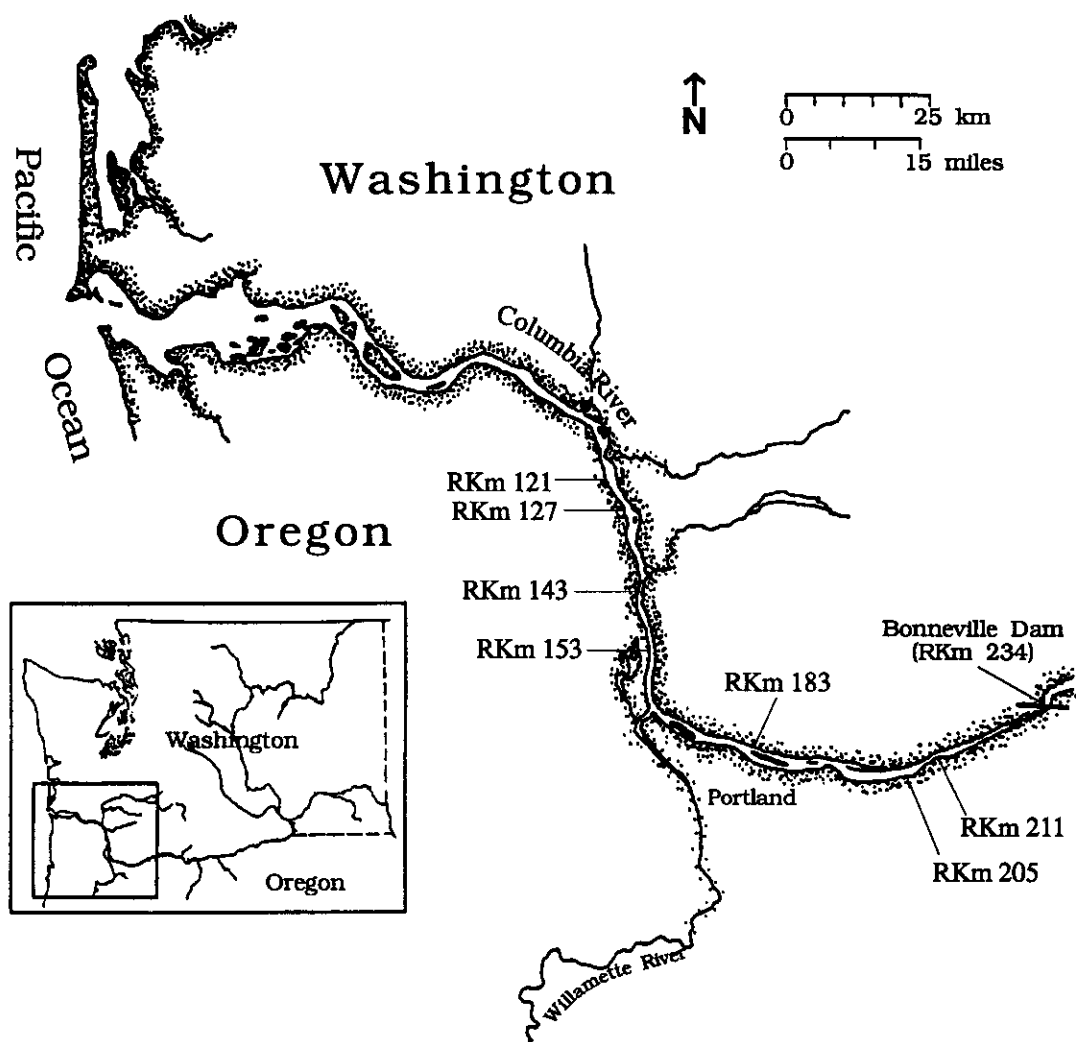 Washington
N
0 25 km
0 15 miles
Pacific
Ocean
Columbia River
RKm 121
RKm 127
Oregon
RKm 143
RKm 153
Bonneville Dam
(RKm 234)
RKm 183
Portland
RKm 211
RKm 205
Willamette River
Washington
Oregon